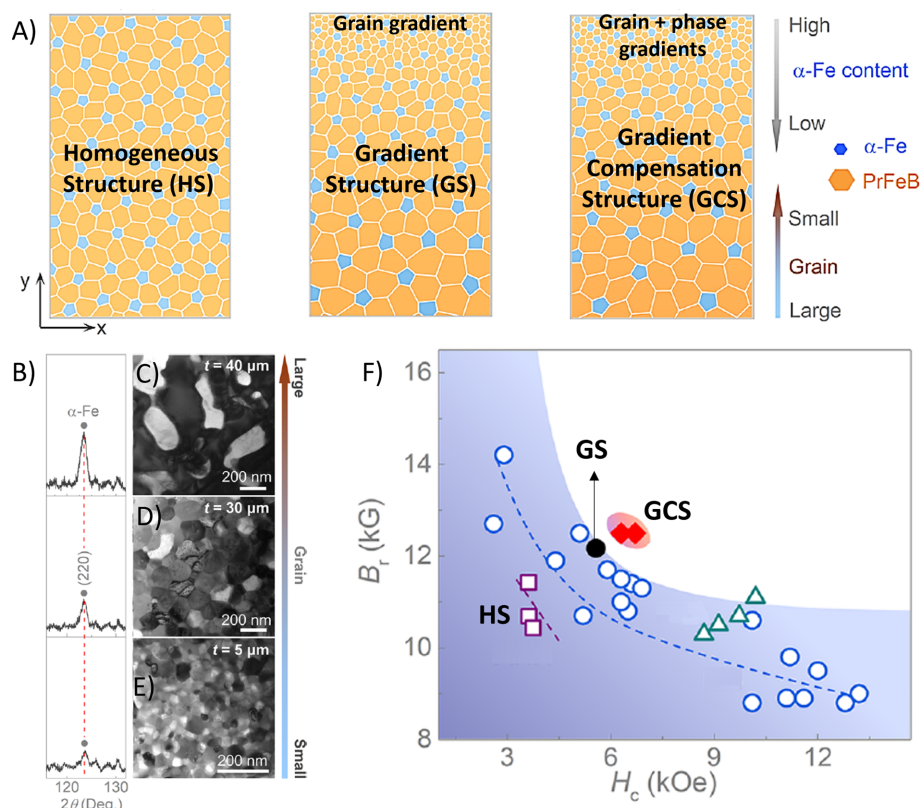 A)
Grain gradient
Grain + phase
gradients
High
α-Fe content
Low
Homogeneous
Structure (HS)
Gradient
Structure (GS)
Gradient
Compensation
Structure (GCS)
α-Fe
PrFeB
Small
Grain
Large
y
x
B)
α-Fe
(220)
120 130
2θ(Deg.)
C)
t = 40 µm
200 nm
D)
t = 30 µm
200 nm
E)
t = 5 µm
200 nm
Large
Grain
Small
F)
16
14
12
10
8
Br (kG)
GS
GCS
HS
3 6 9 12
Hc (kOe)